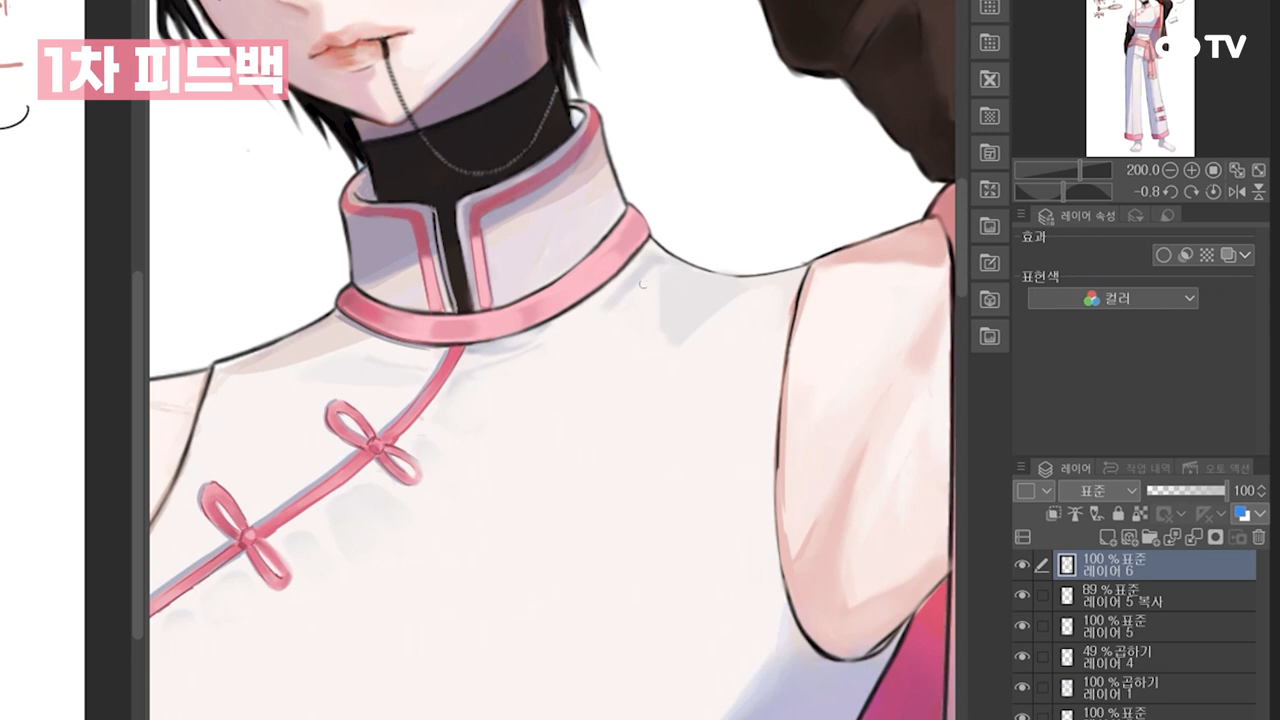 1차 피드백
TV
200.0
-0.8
레이어 속성
효과
표현색
컬러
레이어
작업 내역
오토 액션
표준
100
100 %표준
레이어 6
89 %표준
레이어 5 복사
100 %표준
레이어 5
49 %곱하기
레이어 4
100 %곱하기
레이어 1
100 %표준